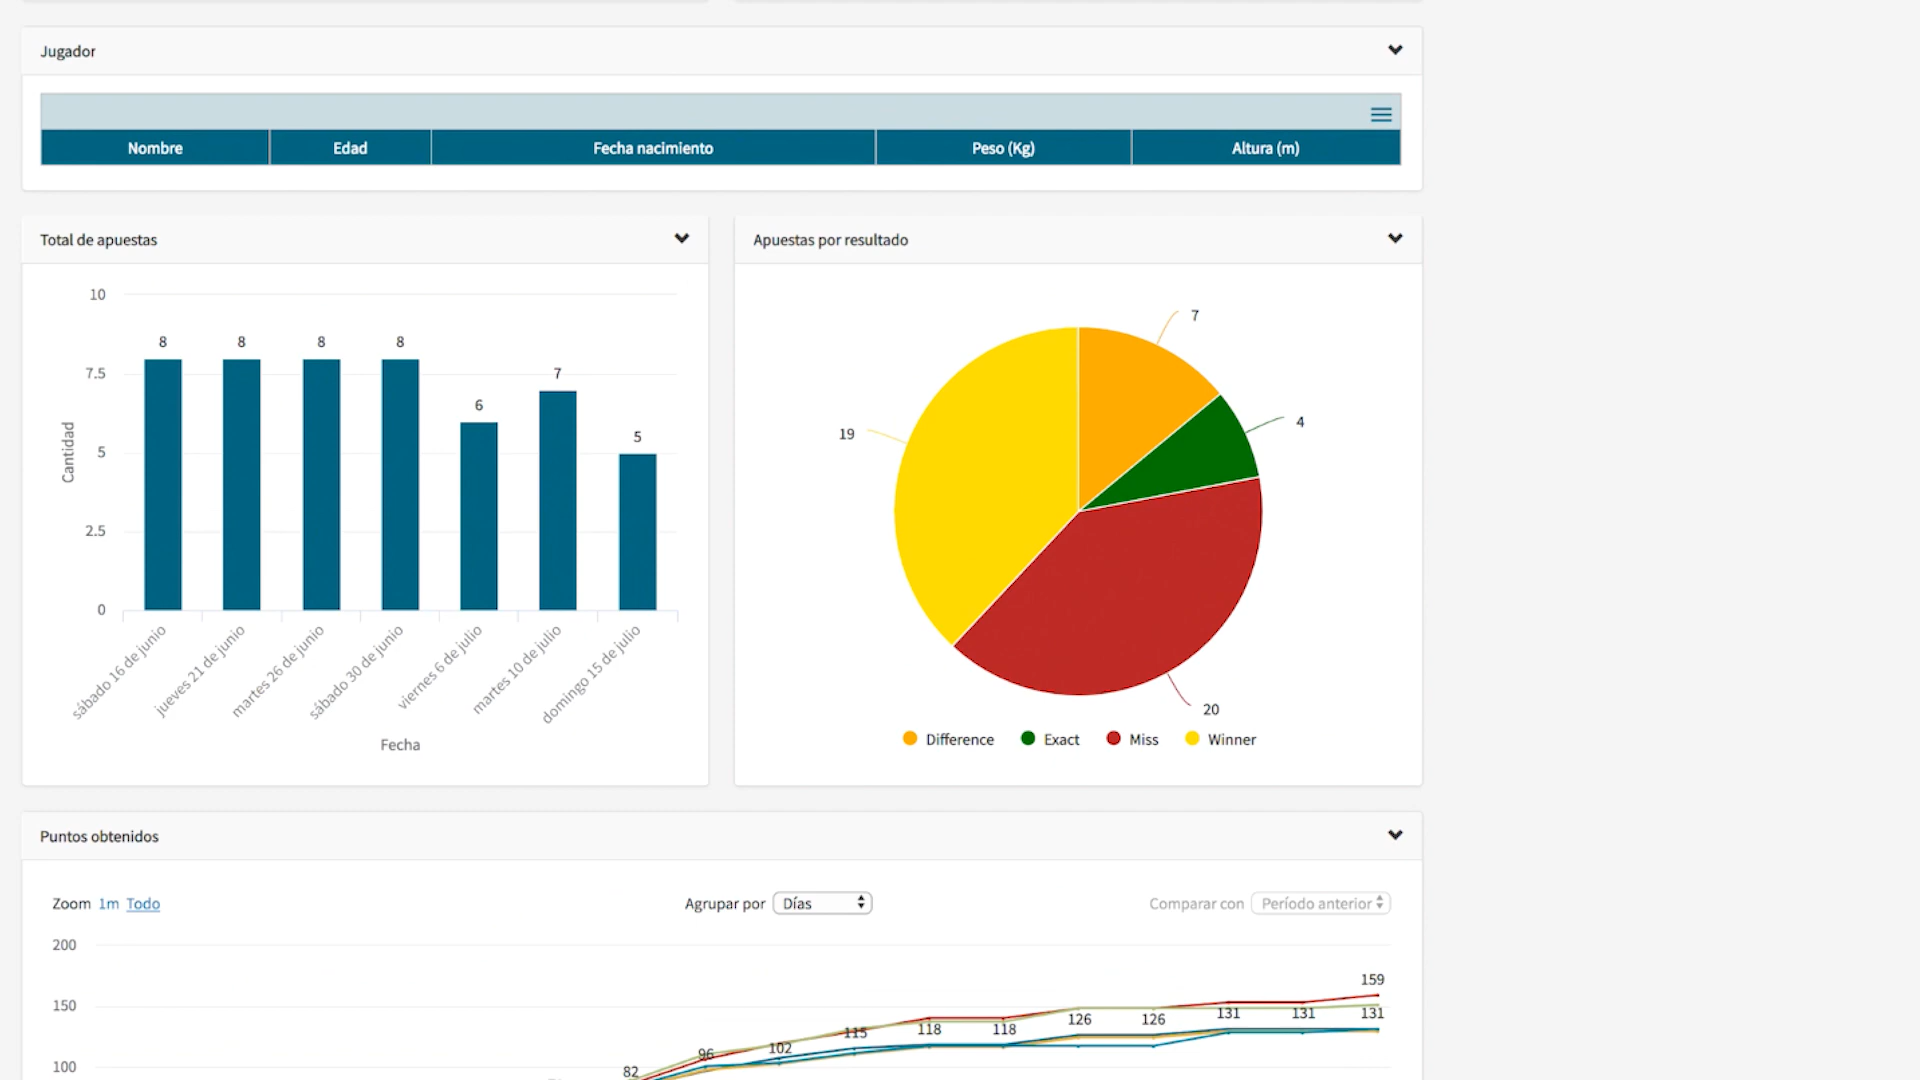 Jugador
Nombre Edad Fecha nacimiento Peso (Kg) Altura (m)
Total de apuestas
10
7.5
5
2.5
0
Cantidad
8 8 8 8 6 7 5
sábado 16 de junio
jueves 21 de junio
martes 26 de junio
sábado 30 de junio
viernes 6 de julio
martes 10 de julio
domingo 15 de julio
Fecha
Apuestas por resultado
7
4
19
20
Difference Exact Miss Winner
Puntos obtenidos
Zoom 1m Todo
Agrupar por Días
Comparar con Período anterior
200
150
100
82 96 102 115 118 118 126 126 131 131 131
159